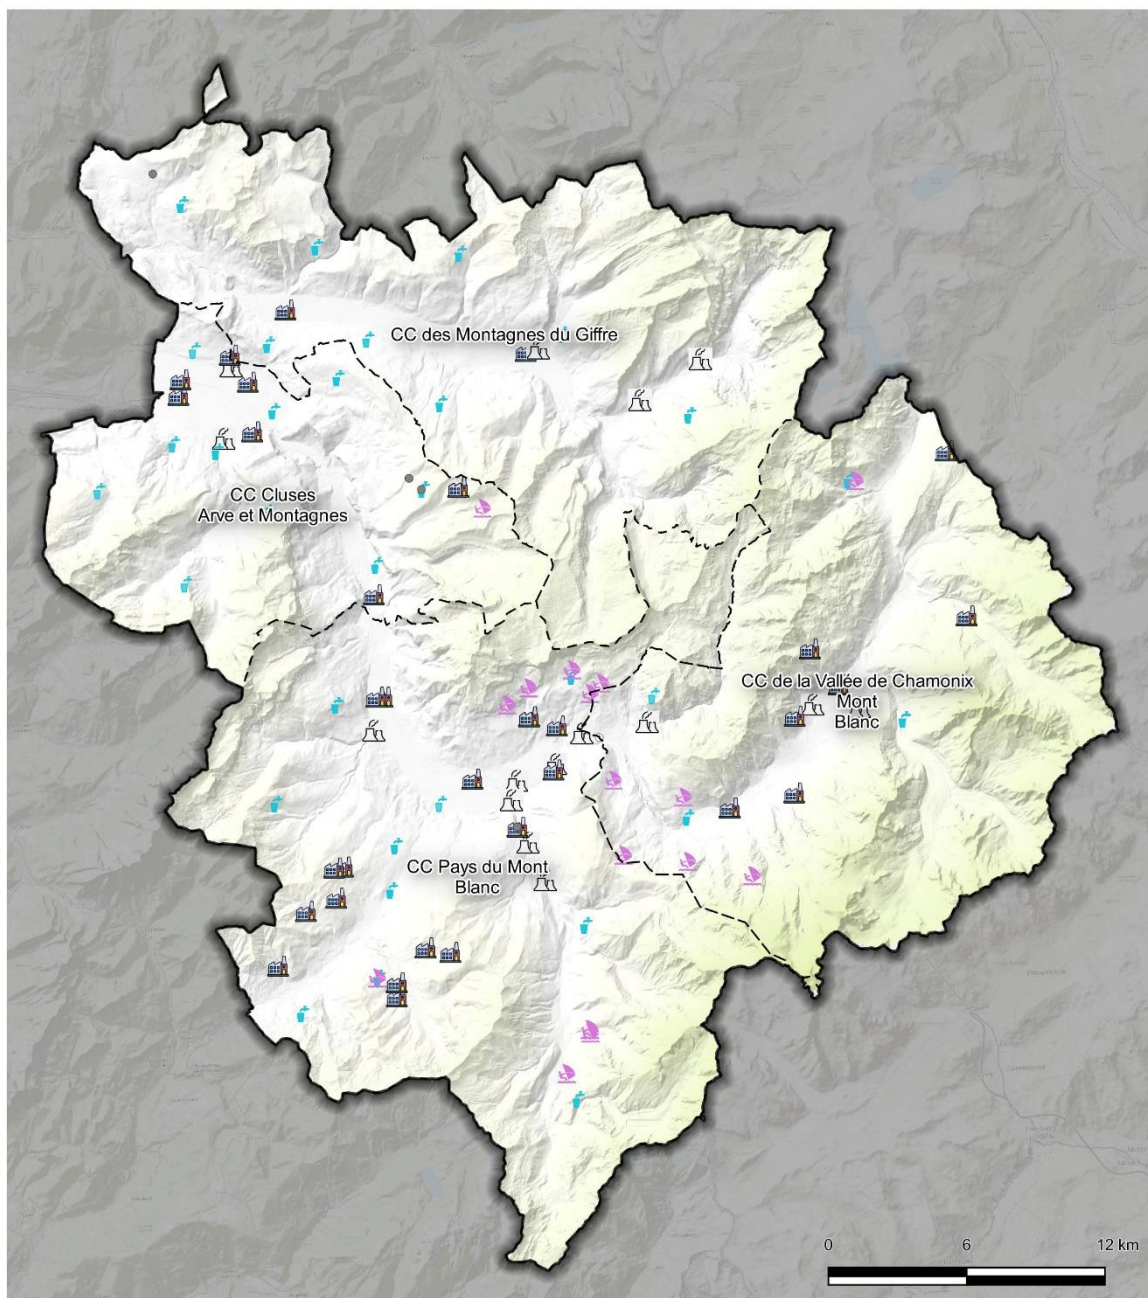 CC des Montagnes du Giffre
CC Cluses
Arve et Montagnes
CC de la Vallée de Chamonix
Mont
Blanc
CC Pays du Mont
Blanc
0 6 12 km